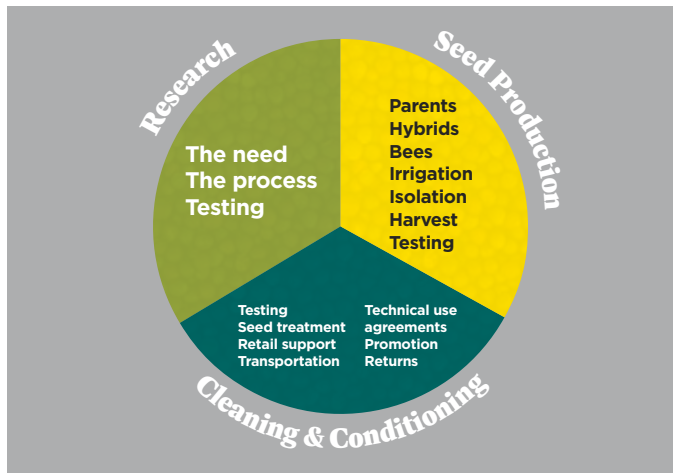 Research
The need
The process
Testing
Seed Production
Parents
Hybrids
Bees
Irrigation
Isolation
Harvest
Testing
Testing
Seed treatment
Retail support
Transportation
Technical use
agreements
Promotion
Returns
Cleaning & Conditioning